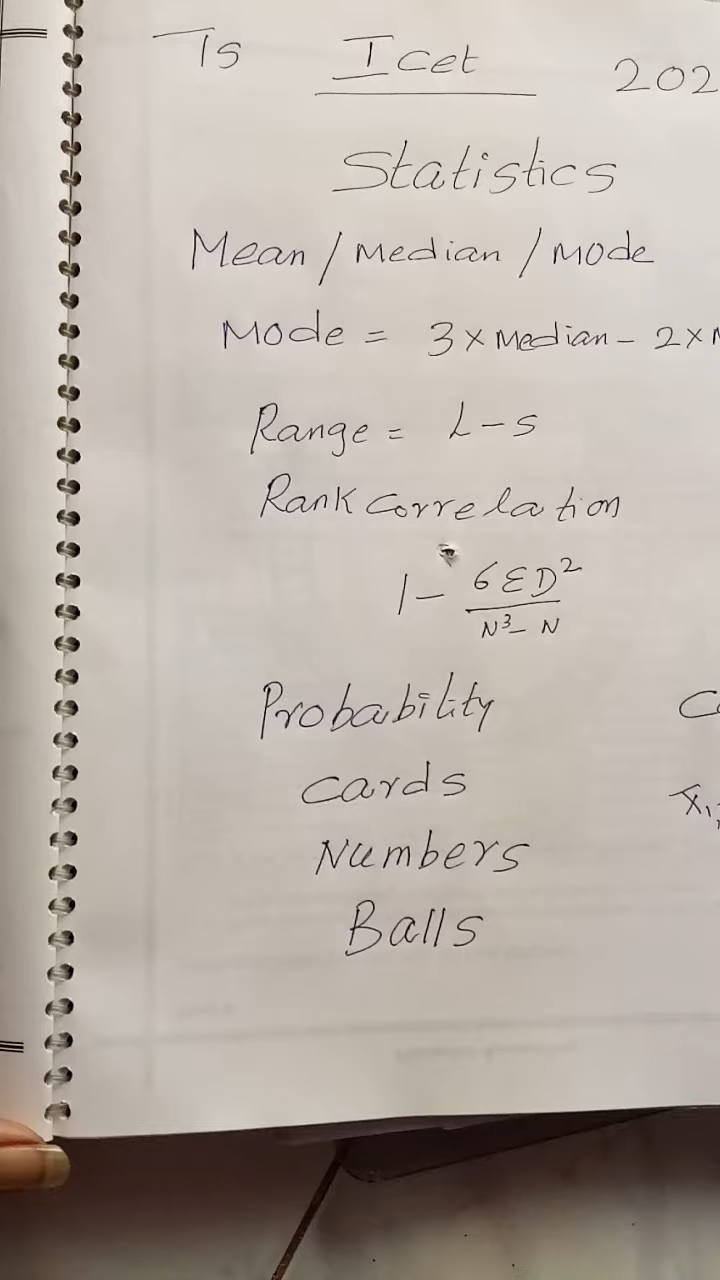 Ts Icet 202
Statistics
Mean / Median / Mode
Mode = 3 x Median - 2 x M
Range = L - S
Rank Correlation
1 - 6ΣD² / N³ - N
Probability
Cards
Numbers
Balls